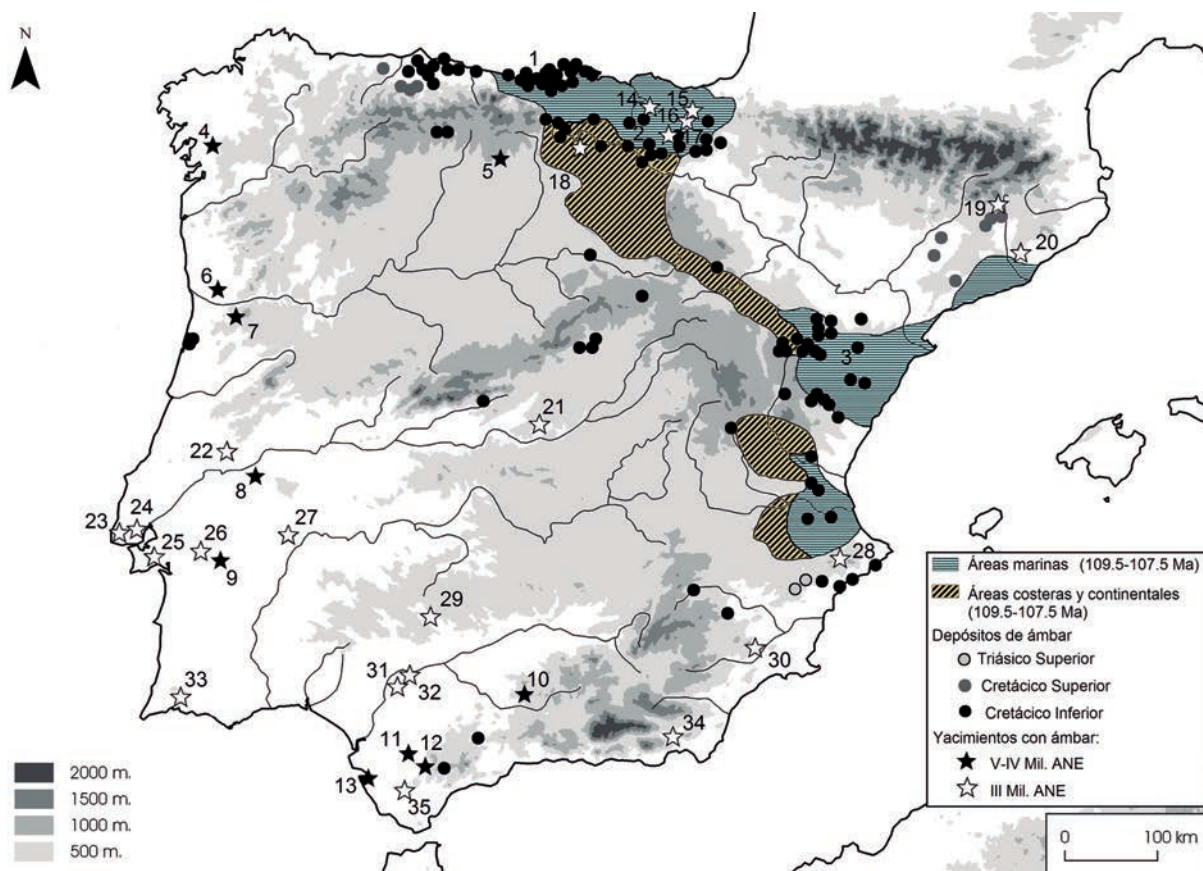 N
1
4
14
15
16
2
17
5
18
19
20
6
7
3
21
22
8
23
24
25
26
9
27
28
29
30
31
32
10
33
34
11
12
13
35
2000 m.
1500 m.
1000 m.
500 m.
Áreas marinas (109.5-107.5 Ma)
Áreas costeras y continentales
(109.5-107.5 Ma)
Depósitos de ámbar
Triásico Superior
Cretácico Superior
Cretácico Inferior
Yacimientos con ámbar:
V-IV Mil. ANE
III Mil. ANE
0 100 km